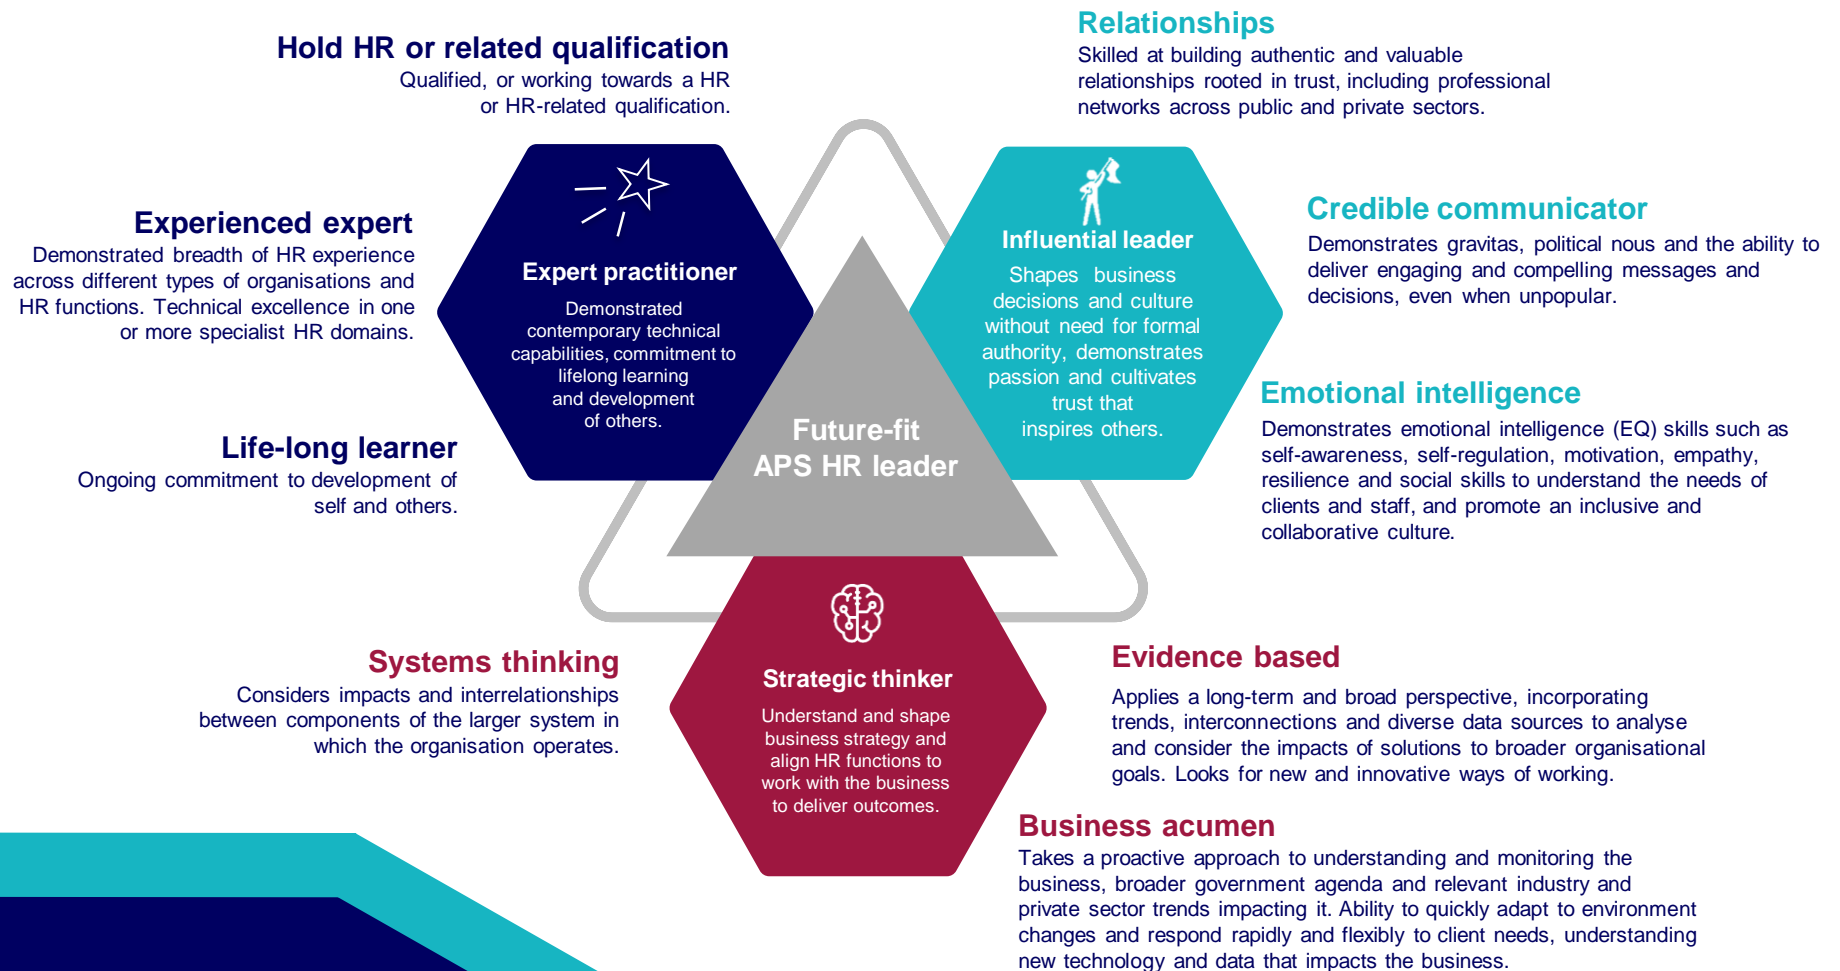 Hold HR or related qualification
Qualified, or working towards a HR
or HR-related qualification.
Experienced expert
Demonstrated breadth of HR experience
across different types of organisations and
HR functions. Technical excellence in one
or more specialist HR domains.
Life-long learner
Ongoing commitment to development of
self and others.
Expert practitioner
Demonstrated
contemporary technical
capabilities, commitment to
lifelong learning
and development
of others.
Relationships
Skilled at building authentic and valuable
relationships rooted in trust, including professional
networks across public and private sectors.
Influential leader
Shapes business
decisions and culture
without need for formal
authority, demonstrates
passion and cultivates
trust that
inspires others.
Credible communicator
Demonstrates gravitas, political nous and the ability to
deliver engaging and compelling messages and
decisions, even when unpopular.
Emotional intelligence
Demonstrates emotional intelligence (EQ) skills such as
self-awareness, self-regulation, motivation, empathy,
resilience and social skills to understand the needs of
clients and staff, and promote an inclusive and
collaborative culture.
Future-fit
APS HR leader
Systems thinking
Considers impacts and interrelationships
between components of the larger system in
which the organisation operates.
Strategic thinker
Understand and shape
business strategy and
align HR functions to
work with the business
to deliver outcomes.
Evidence based
Applies a long-term and broad perspective, incorporating
trends, interconnections and diverse data sources to analyse
and consider the impacts of solutions to broader organisational
goals. Looks for new and innovative ways of working.
Business acumen
Takes a proactive approach to understanding and monitoring the
business, broader government agenda and relevant industry and
private sector trends impacting it. Ability to quickly adapt to environment
changes and respond rapidly and flexibly to client needs, understanding
new technology and data that impacts the business.